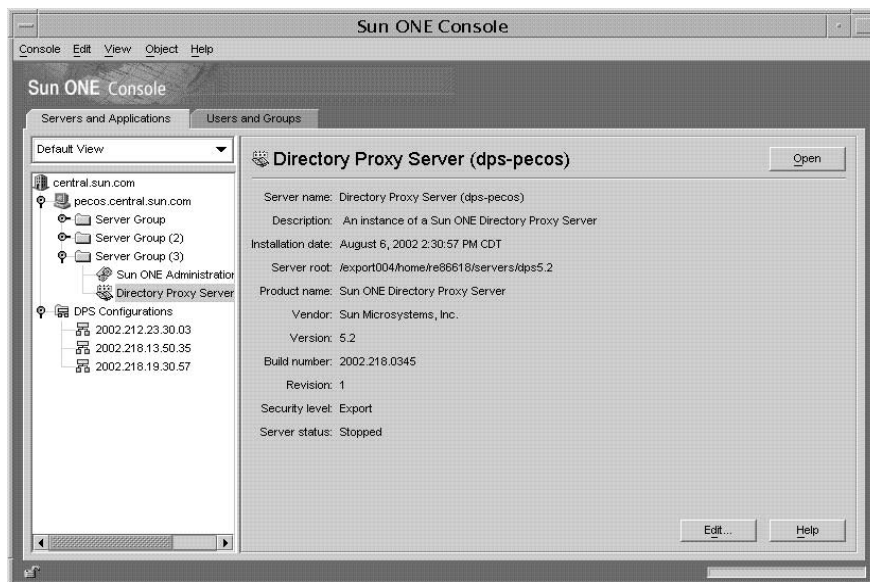 Sun ONE Console
Console Edit View Object Help
Sun ONE Console
Servers and Applications Users and Groups
Default View
central.sun.com
pecos.central.sun.com
Server Group
Server Group (2)
Server Group (3)
Sun ONE Administratior
Directory Proxy Server
DPS Configurations
2002.212.23.30.03
2002.218.13.50.35
2002.218.19.30.57
Directory Proxy Server (dps-pecos)
Open
Server name: Directory Proxy Server (dps-pecos)
Description: An instance of a Sun ONE Directory Proxy Server
Installation date: August 6, 2002 2:30:57 PM CDT
Server root: /export004/home/re86618/servers/dps5.2
Product name: Sun ONE Directory Proxy Server
Vendor: Sun Microsystems, Inc.
Version: 5.2
Build number: 2002.218.0345
Revision: 1
Security level: Export
Server status: Stopped
Edit... Help